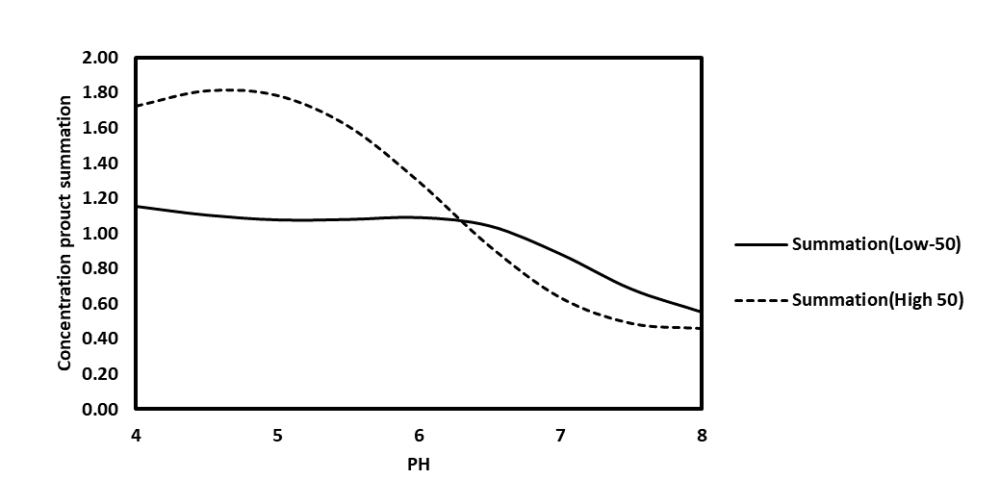 Concentration prouct summation
2.00
1.80
1.60
1.40
1.20
1.00
0.80
0.60
0.40
0.20
0.00
4 5 6 7 8
PH
Summation(Low-50)
Summation(High 50)